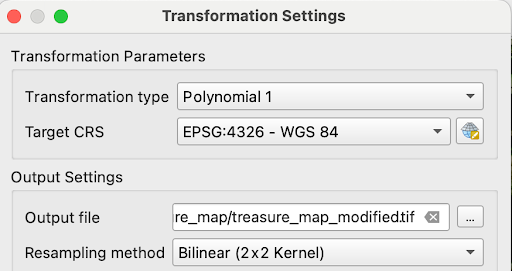 Transformation Settings
Transformation Parameters
Transformation type Polynomial 1
Target CRS EPSG:4326 - WGS 84
Output Settings
Output file re_map/treasure_map_modified.tif ...
Resampling method Bilinear (2x2 Kernel)